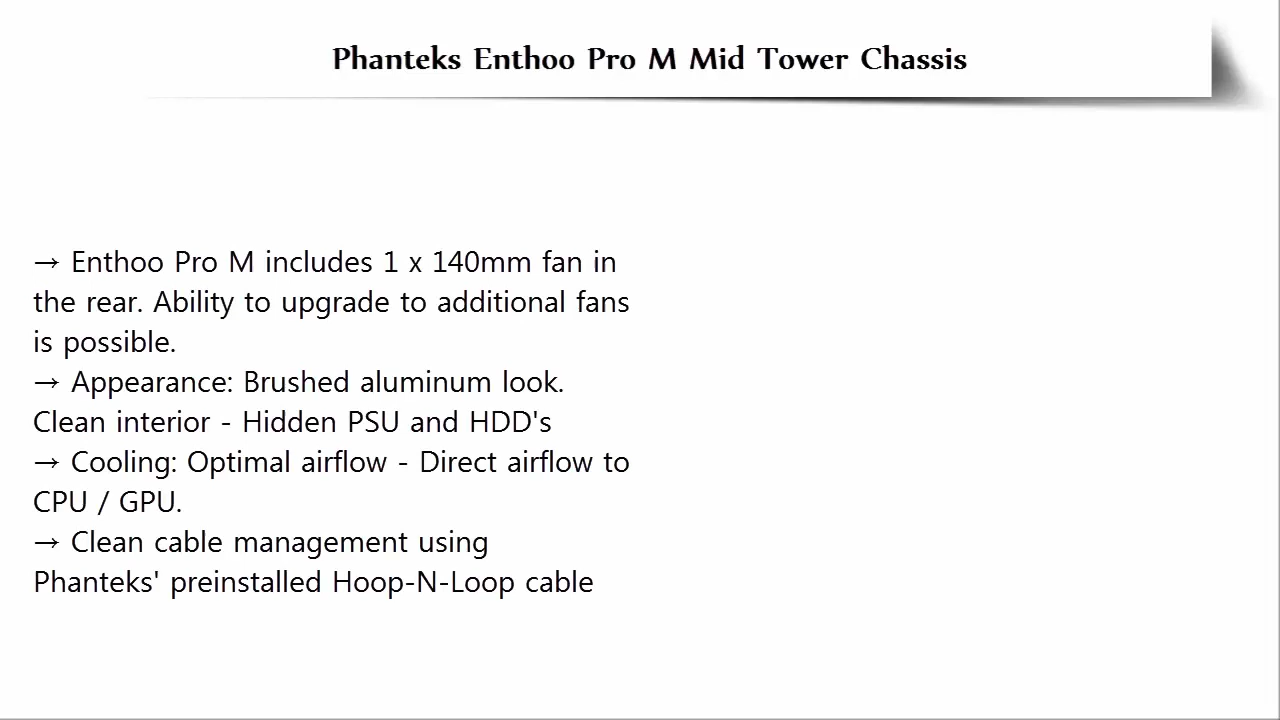 Phanteks Enthoo Pro M Mid Tower Chassis
→ Enthoo Pro M includes 1 x 140mm fan in
the rear. Ability to upgrade to additional fans
is possible.
→ Appearance: Brushed aluminum look.
Clean interior - Hidden PSU and HDD's
→ Cooling: Optimal airflow - Direct airflow to
CPU / GPU.
→ Clean cable management using
Phanteks' preinstalled Hoop-N-Loop cable